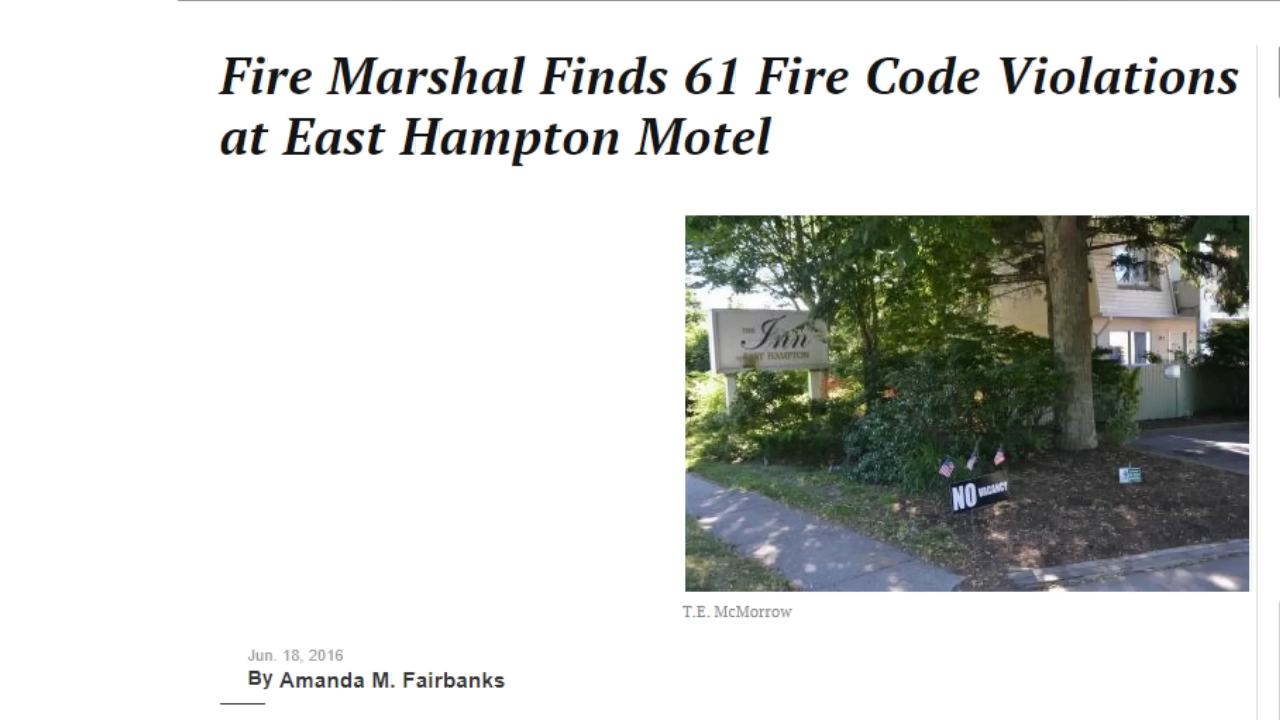 Fire Marshal Finds 61 Fire Code Violations
at East Hampton Motel
THE
Inn
EAST HAMPTON
NO VACANCY
T.E. McMorrow
Jun. 18, 2016
By Amanda M. Fairbanks